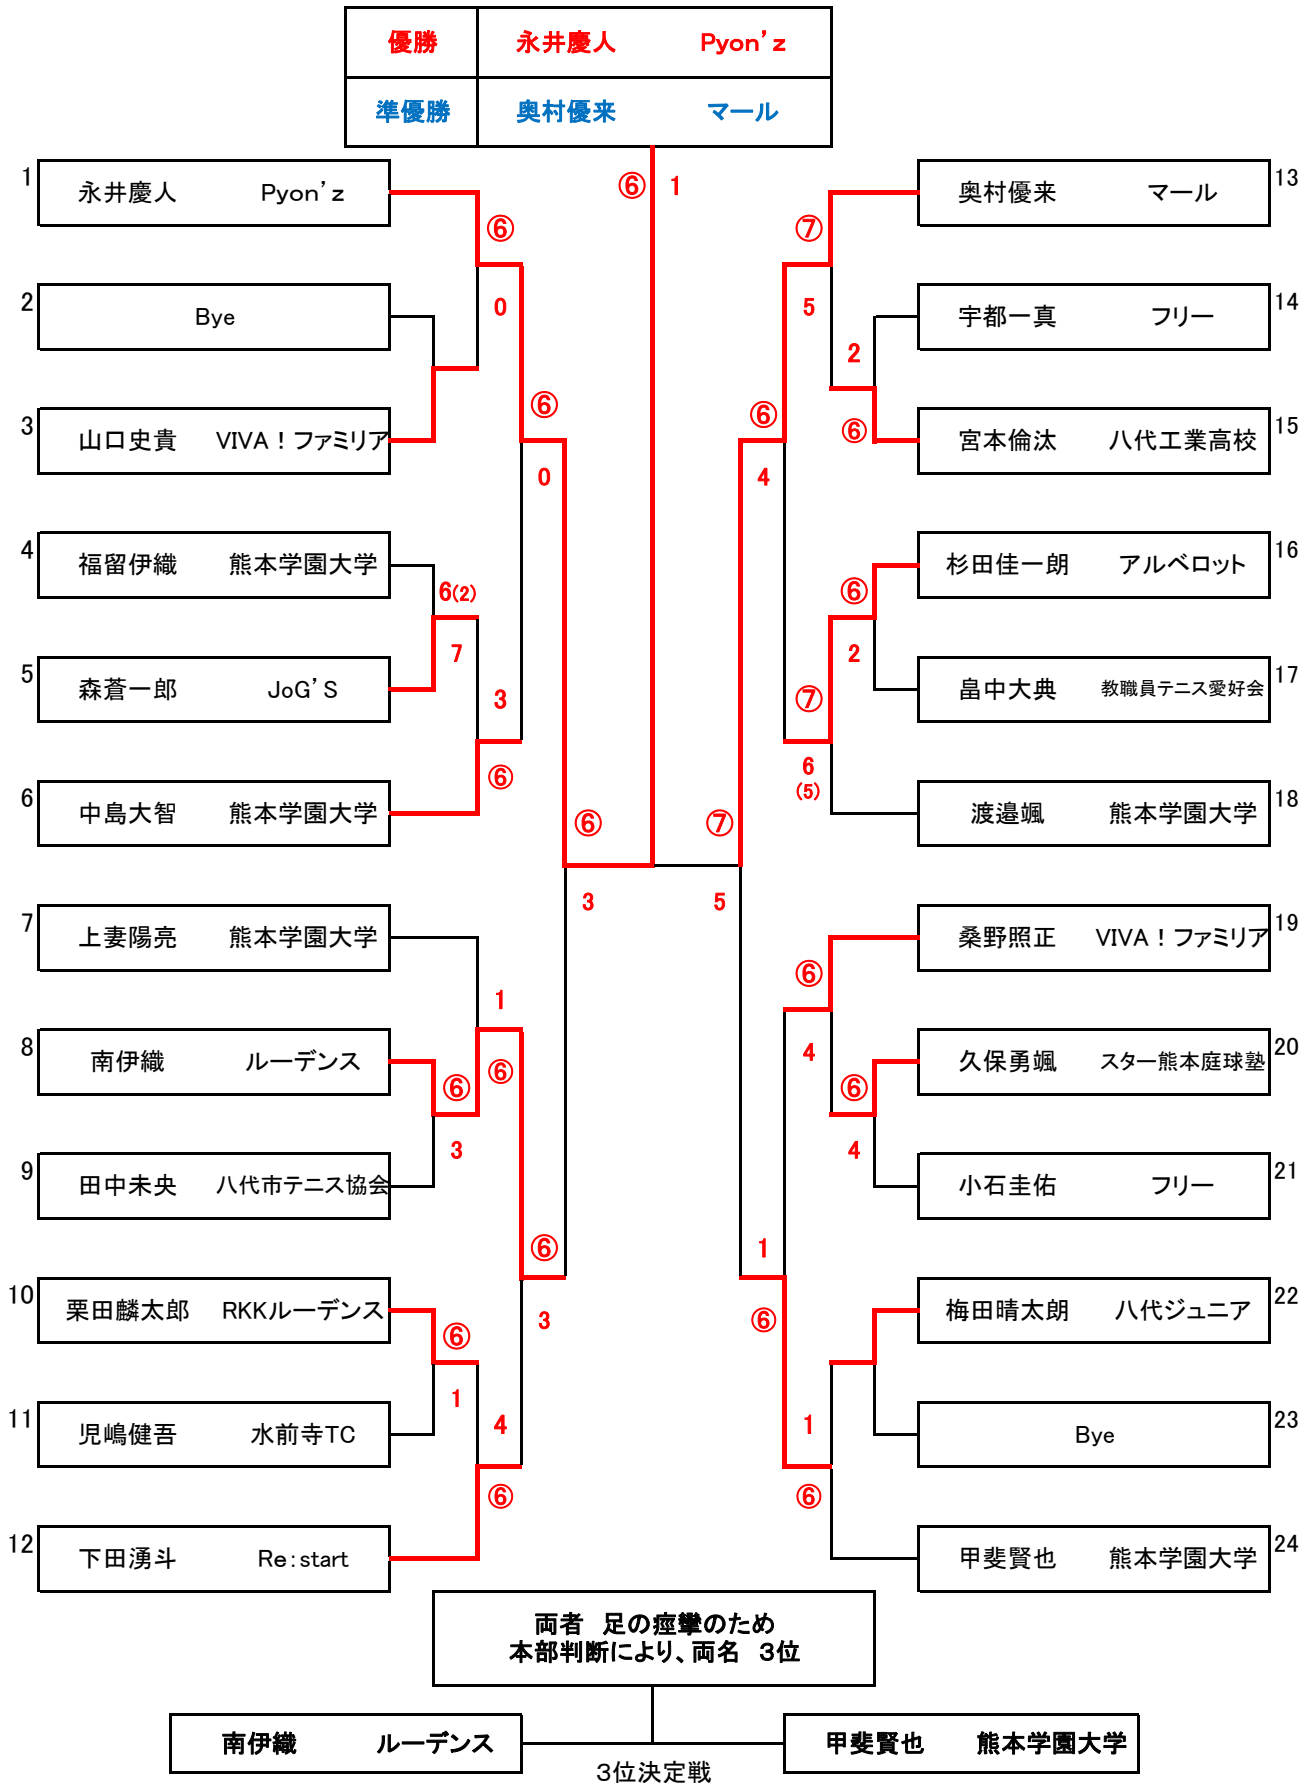 優勝 永井慶人 Pyon’z
準優勝 奥村優来 マール
⑥ 1
1 永井慶人 Pyon’z
⑥
2 Bye
0
3 山口史貴 VIVA！ファミリア
⑥
0
4 福留伊織 熊本学園大学
6(2)
7
5 森蒼一郎 JoG’S
3
⑥
6 中島大智 熊本学園大学
⑥
3
7 上妻陽亮 熊本学園大学
1
8 南伊織 ルーデンス
⑥
⑥
3
9 田中未央 八代市テニス協会
⑥
3
10 栗田麟太郎 RKKルーデンス
⑥
1
11 児嶋健吾 水前寺TC
4
⑥
12 下田湧斗 Re:start
13 奥村優来 マール
⑦
5
14 宇都一真 フリー
2
⑥
15 宮本倫汰 八代工業高校
⑥
4
16 杉田佳一朗 アルベロット
⑥
2
17 畠中大典 教職員テニス愛好会
⑦
6
(5)
18 渡邉颯 熊本学園大学
⑦
5
19 桑野照正 VIVA！ファミリア
⑥
4
20 久保勇颯 スター熊本庭球塾
⑥
4
21 小石圭佑 フリー
1
⑥
22 梅田晴太朗 八代ジュニア
23 Bye
1
⑥
24 甲斐賢也 熊本学園大学
両者 足の痙攣のため
本部判断により、両名 3位
南伊織 ルーデンス
甲斐賢也 熊本学園大学
3位決定戦